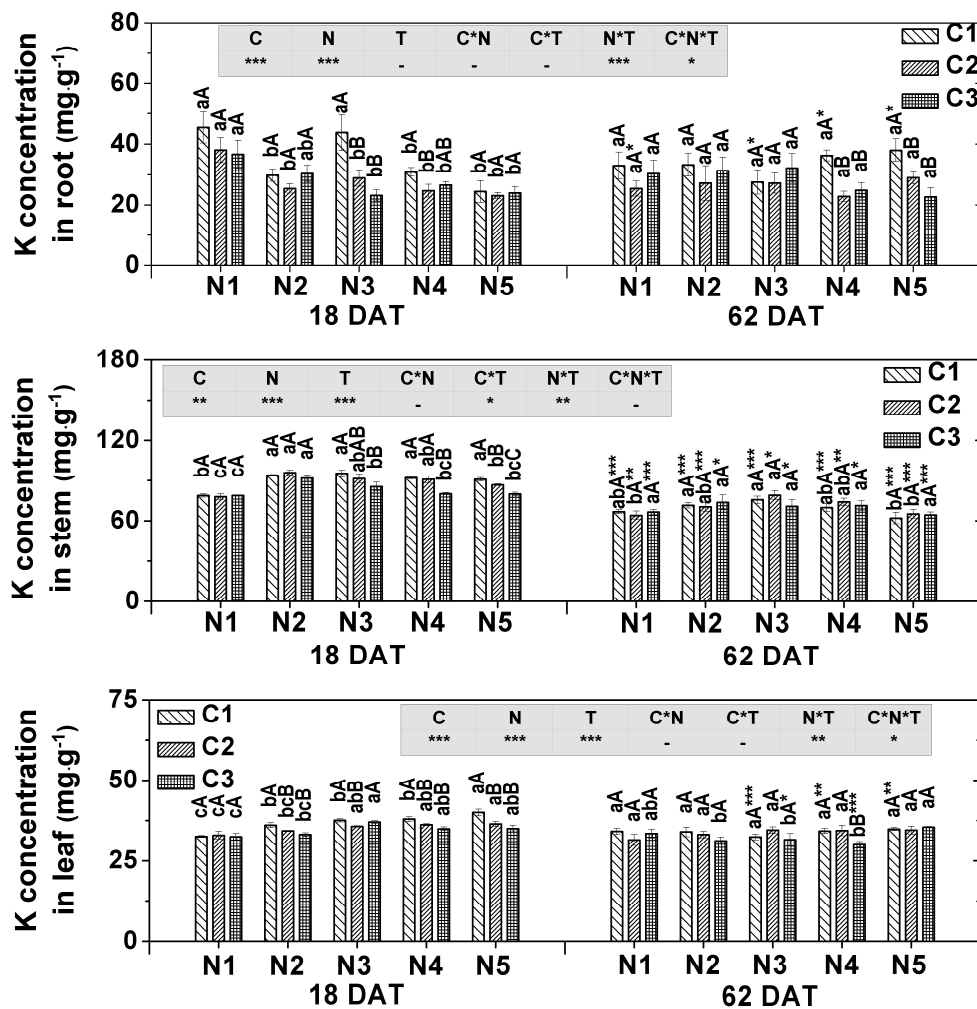 K concentration
in root (mg·g⁻¹)
80
60
40
20
0
C N T C*N C*T N*T C*N*T
*** *** - - - *** *
C1
C2
C3
aA aA aA bA bA abA aA bB bB bA bB bAB bA bA bA aA aA* aA aA aA aA aA* aA aA aA* aB aB aA* aB aB
N1 N2 N3 N4 N5 N1 N2 N3 N4 N5
18 DAT 62 DAT
K concentration
in stem (mg·g⁻¹)
180
120
60
0
C N T C*N C*T N*T C*N*T
** *** *** - * ** -
C1
C2
C3
bA cA cA aA aA aA aA abAB bB aA abA bcB aA bB bcC abA*** bA** aA*** aA*** abA*** aA* aA*** aA* aA* abA*** abA** aA* bA*** bA*** aA***
N1 N2 N3 N4 N5 N1 N2 N3 N4 N5
18 DAT 62 DAT
K concentration
in leaf (mg·g⁻¹)
75
50
25
0
C1
C2
C3
C N T C*N C*T N*T C*N*T
*** *** *** - - ** *
cA cA cA bA bcB bcB bA abB aA bA abB abB aA aB abB aA aA abA aA aA bA aA*** aA bA* aA** aA bB*** aA** aA aA
N1 N2 N3 N4 N5 N1 N2 N3 N4 N5
18 DAT 62 DAT